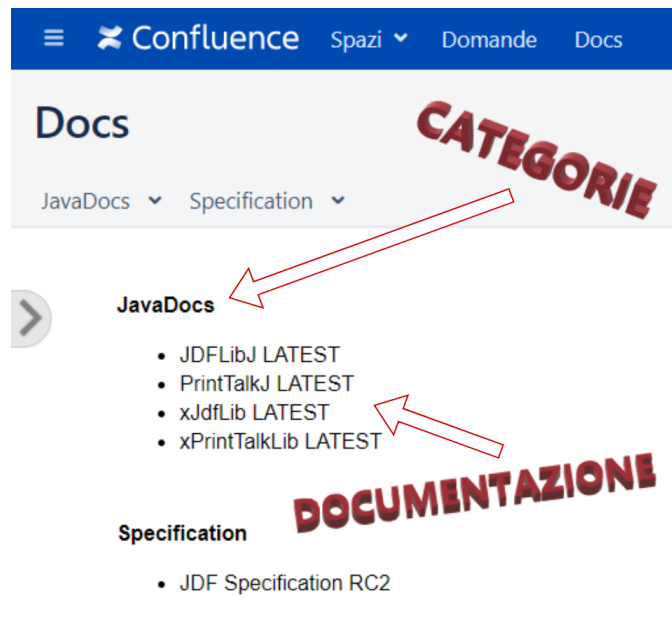 Confluence Spazi Domande Docs
Docs
CATEGORIE
JavaDocs Specification
JavaDocs
JDFLibJ LATEST
PrintTalkJ LATEST
xJdfLib LATEST
xPrintTalkLib LATEST
DOCUMENTAZIONE
Specification
JDF Specification RC2